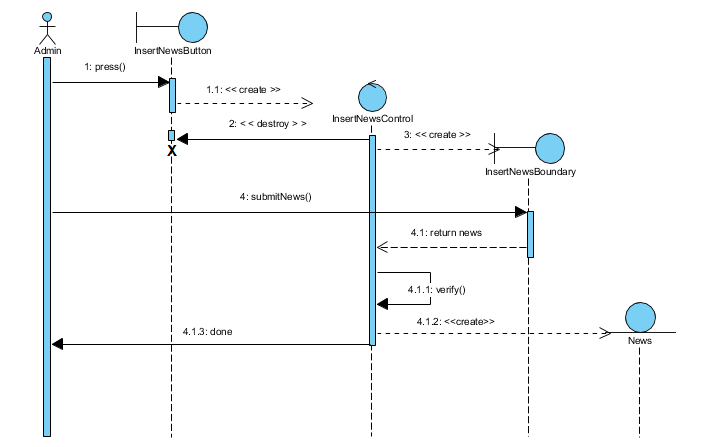 Admin
InsertNewsButton
1: press()
1.1: << create >>
InsertNewsControl
2: < < destroy > >
3: << create >>
X
InsertNewsBoundary
4: submitNews()
4.1: return news
4.1.1: verify()
4.1.2: <<create>>
4.1.3: done
News